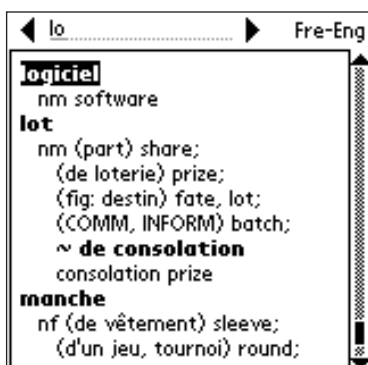 lo Fre-Eng
logiciel
nm software
lot
nm (part) share;
(de loterie) prize;
(fig: destin) fate, lot;
(COMM, INFORM) batch;
~ de consolation
consolation prize
manche
nf (de vêtement) sleeve;
(d'un jeu, tournoi) round;